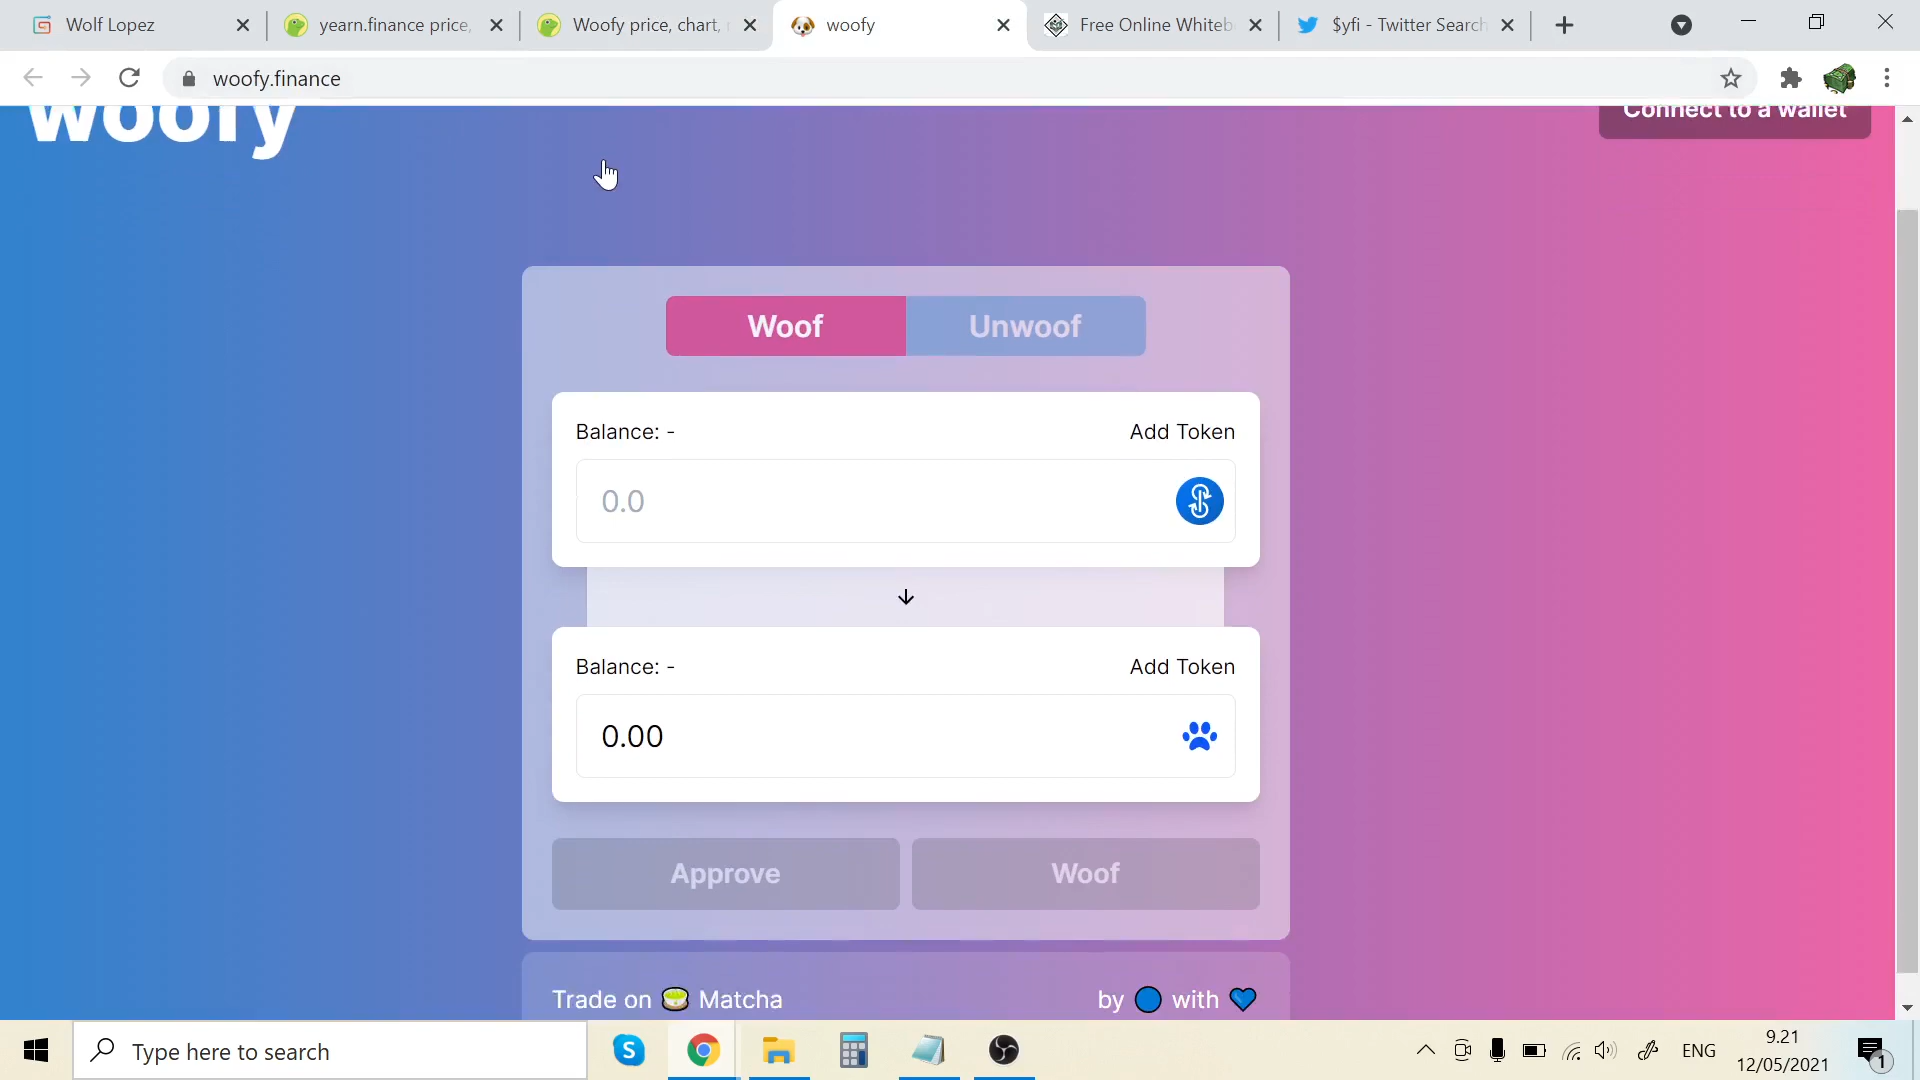 Wolf Lopez
yearn.finance price,
Woofy price, chart,
woofy
Free Online Whiteb
$yfi - Twitter Search
woofy.finance
woofy
Connect to a wallet
Woof
Unwoof
Balance: -
Add Token
0.0
Balance: -
Add Token
0.00
Approve
Woof
Trade on
Matcha
by
with
Type here to search
S
ENG
9.21
12/05/2021
1